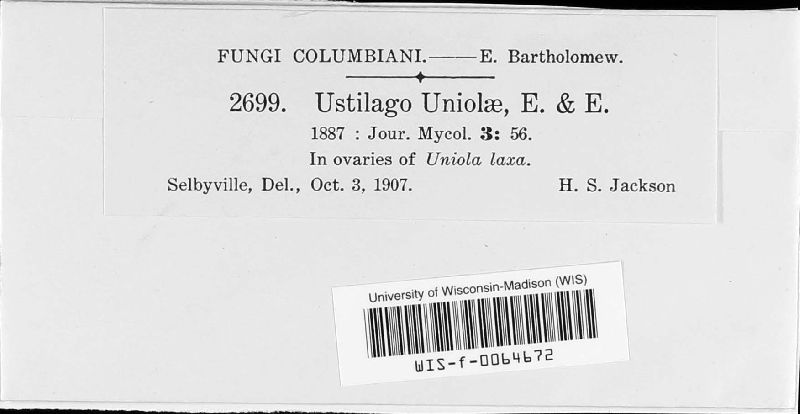 FUNGI COLUMBIANI.——E. Bartholomew.
2699. Ustilago Uniolæ, E. & E.
1887 : Jour. Mycol. 3: 56.
In ovaries of Uniola laxa.
Selbyville, Del., Oct. 3, 1907. H. S. Jackson
University of Wisconsin-Madison (WIS)
WIS-f-0064672